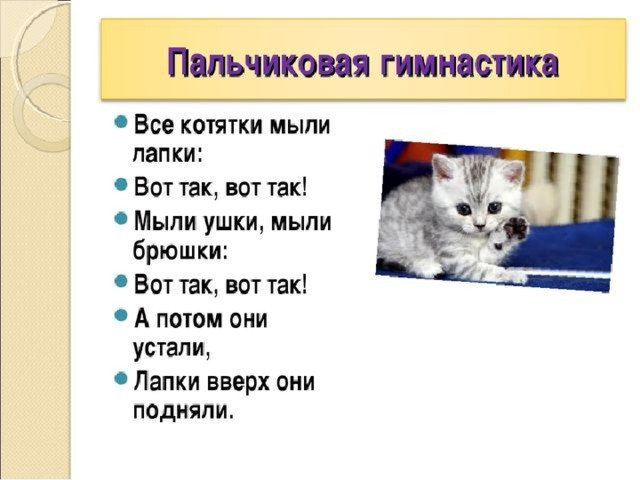 Пальчиковая гимнастика
Все котятки мыли
лапки:
Вот так, вот так!
Мыли ушки, мыли
брюшки:
Вот так, вот так!
А потом они
устали,
Лапки вверх они
подняли.